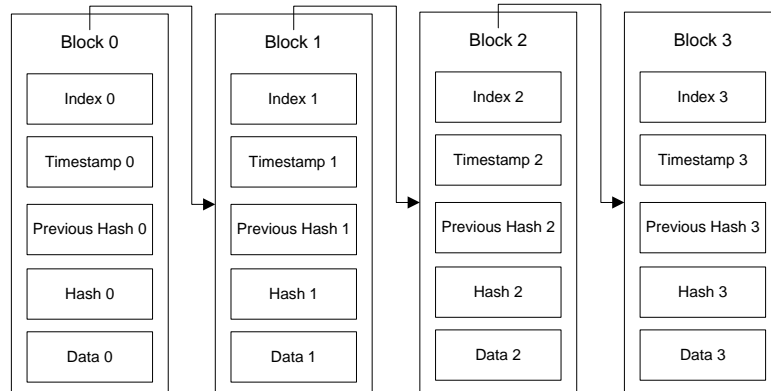 Block 0
Index 0
Timestamp 0
Previous Hash 0
Hash 0
Data 0
Block 1
Index 1
Timestamp 1
Previous Hash 1
Hash 1
Data 1
Block 2
Index 2
Timestamp 2
Previous Hash 2
Hash 2
Data 2
Block 3
Index 3
Timestamp 3
Previous Hash 3
Hash 3
Data 3